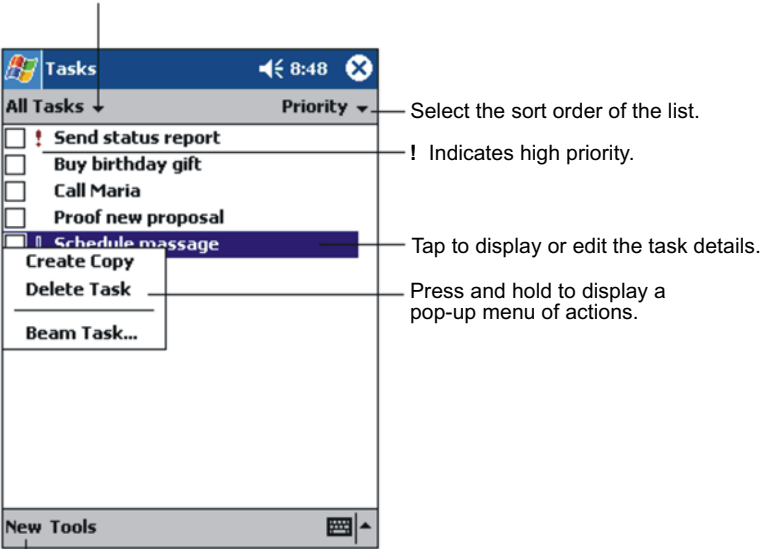 Tasks 8:48
All Tasks Priority
Select the sort order of the list.
! Send status report
! Indicates high priority.
Buy birthday gift
Call Maria
Proof new proposal
Schedule massage
Tap to display or edit the task details.
Create Copy
Delete Task
Press and hold to display a
pop-up menu of actions.
Beam Task...
New Tools